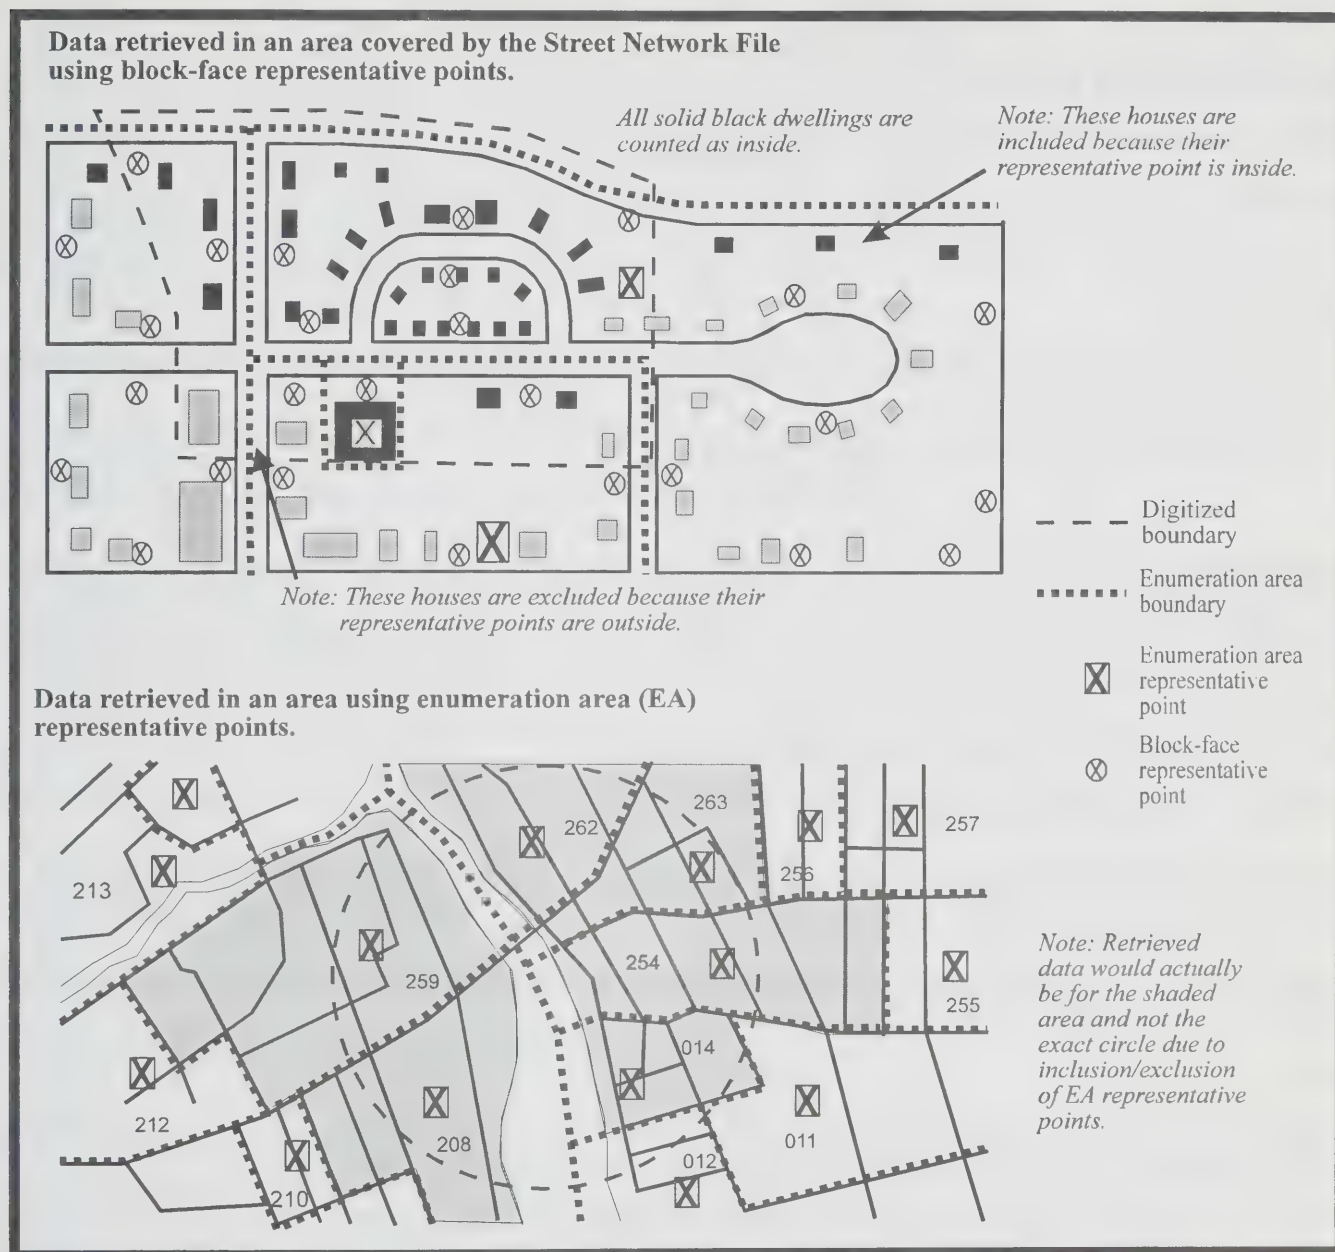 Data retrieved in an area covered by the Street Network File
using block-face representative points.
All solid black dwellings are
counted as inside.
Note: These houses are
included because their
representative point is inside.
Note: These houses are excluded because their
representative points are outside.
Digitized
boundary
Enumeration area
boundary
Enumeration area
representative
point
Block-face
representative
point
Data retrieved in an area using enumeration area (EA)
representative points.
213
262
263
256
257
259
254
255
014
212
208
011
210
012
Note: Retrieved
data would actually
be for the shaded
area and not the
exact circle due to
inclusion/exclusion
of EA representative
points.